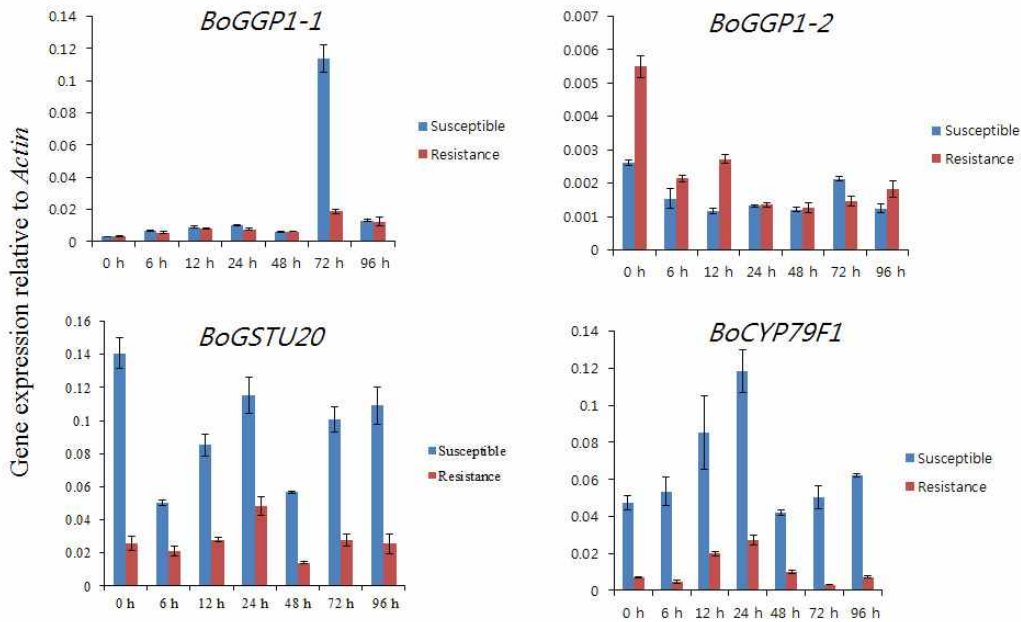 Gene expression relative to Actin
BoGGP1-1
0.14
0.12
0.1
0.08
0.06
0.04
0.02
0
0 h 6 h 12 h 24 h 48 h 72 h 96 h
Susceptible
Resistance
BoGGP1-2
0.007
0.006
0.005
0.004
0.003
0.002
0.001
0
0 h 6 h 12 h 24 h 48 h 72 h 96 h
Susceptible
Resistance
BoGSTU20
0.16
0.14
0.12
0.1
0.08
0.06
0.04
0.02
0
0 h 6 h 12 h 24 h 48 h 72 h 96 h
Susceptible
Resistance
BoCYP79F1
0.14
0.12
0.1
0.08
0.06
0.04
0.02
0
0 h 6 h 12 h 24 h 48 h 72 h 96 h
Susceptible
Resistance